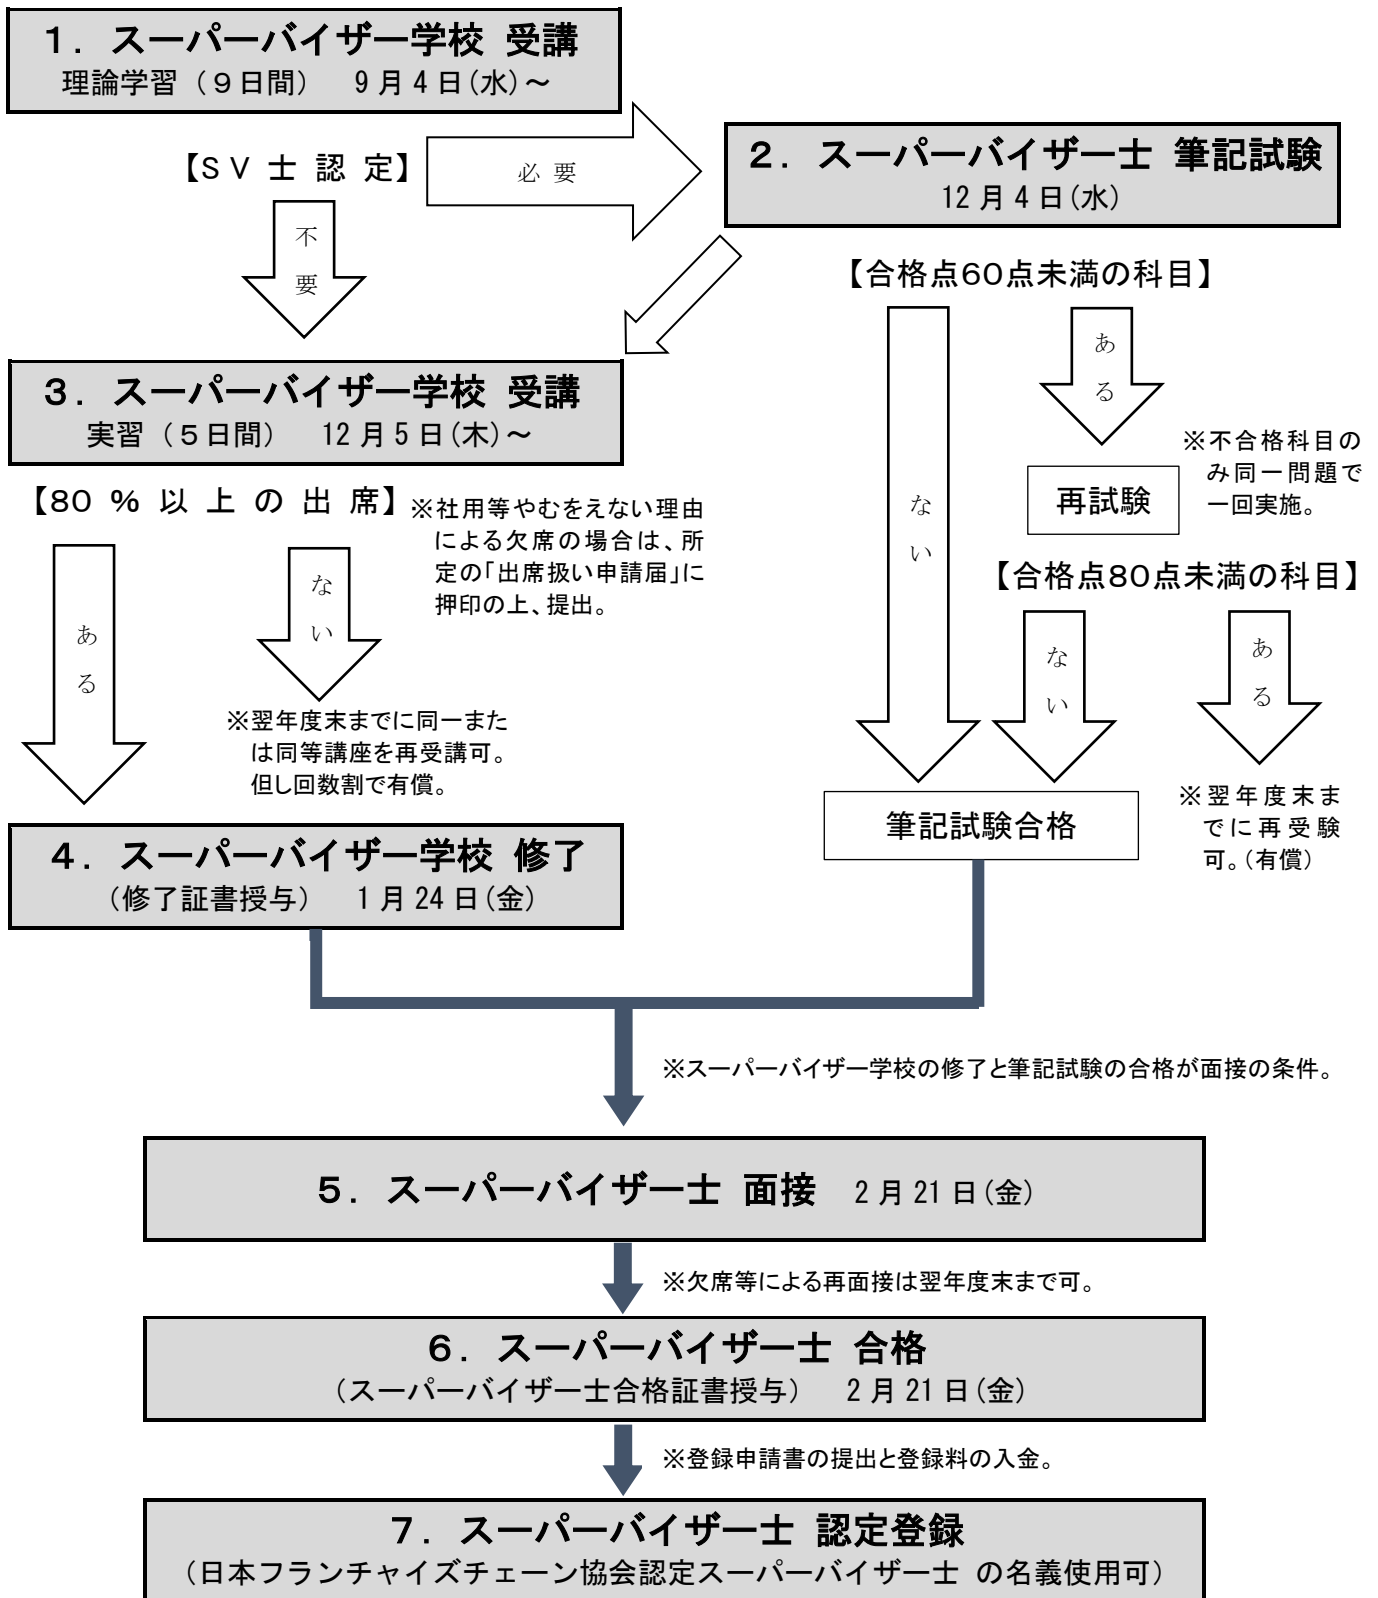 １．スーパーバイザー学校 受講
理論学習（９日間）　９月４日(水)～
【ＳＶ士認定】
必要
不要
２．スーパーバイザー士 筆記試験
12月４日(水)
【合格点60点未満の科目】
ない
ある
※不合格科目の
み同一問題で
一回実施。
再試験
【合格点80点未満の科目】
ない
ある
※翌年度末ま
でに再受験
可。(有償)
筆記試験合格
３．スーパーバイザー学校 受講
実習（５日間）　12月５日(木)～
【80％以上の出席】
※社用等やむをえない理由
による欠席の場合は、所
定の「出席扱い申請届」に
押印の上、提出。
ある
ない
※翌年度末までに同一また
は同等講座を再受講可。
但し回数割で有償。
４．スーパーバイザー学校 修了
（修了証書授与）　１月24日(金)
※スーパーバイザー学校の修了と筆記試験の合格が面接の条件。
５．スーパーバイザー士 面接　２月21日(金)
※欠席等による再面接は翌年度末まで可。
６．スーパーバイザー士 合格
（スーパーバイザー士合格証書授与）　２月21日(金)
※登録申請書の提出と登録料の入金。
７．スーパーバイザー士 認定登録
（日本フランチャイズチェーン協会認定スーパーバイザー士 の名義使用可）